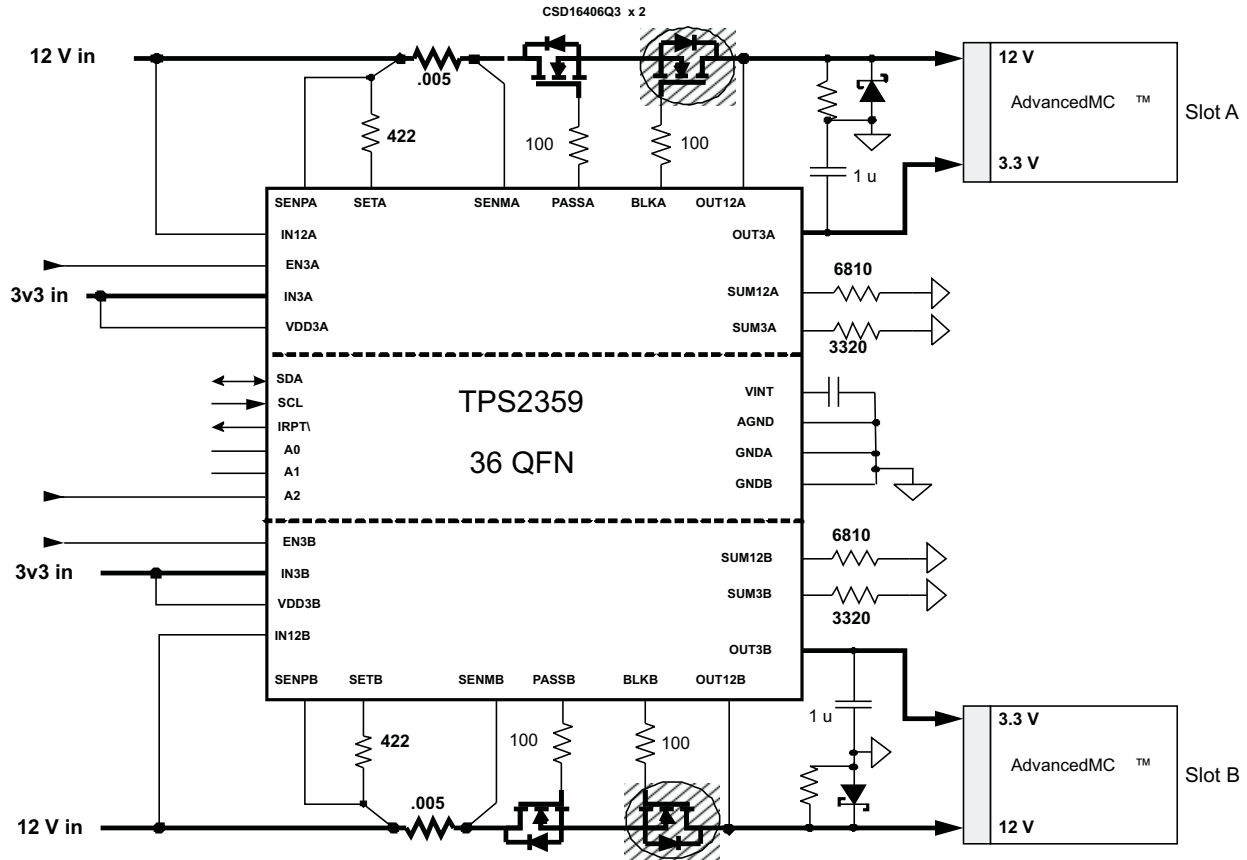 CSD16406Q3 x 2
12 V in
.005
422
100
100
12 V
AdvancedMC ™
3.3 V
Slot A
1 u
SENPA
SETA
SENMA
PASSA
BLKA
OUT12A
IN12A
OUT3A
EN3A
3v3 in
IN3A
VDD3A
SUM12A
6810
SUM3A
3320
SDA
SCL
IRPT\
A0
A1
A2
TPS2359
36 QFN
VINT
AGND
GNDA
GNDB
EN3B
3v3 in
IN3B
VDD3B
IN12B
SUM12B
6810
SUM3B
3320
OUT3B
SENPB
SETB
SENMB
PASSB
BLKB
OUT12B
422
100
100
1 u
3.3 V
AdvancedMC ™
12 V
Slot B
.005
12 V in